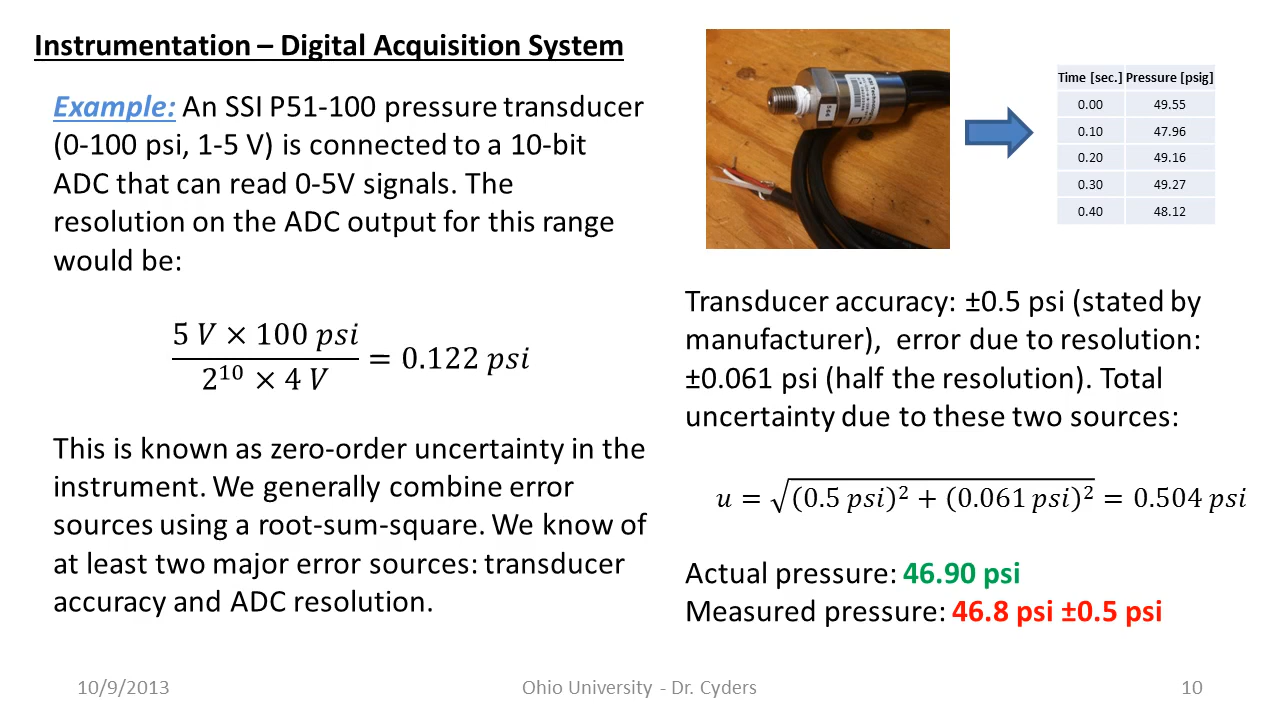 Instrumentation – Digital Acquisition System
Example: An SSI P51-100 pressure transducer
(0-100 psi, 1-5 V) is connected to a 10-bit
ADC that can read 0-5V signals. The
resolution on the ADC output for this range
would be:
5 V × 100 psi
2^10 × 4 V
= 0.122 psi
This is known as zero-order uncertainty in the
instrument. We generally combine error
sources using a root-sum-square. We know of
at least two major error sources: transducer
accuracy and ADC resolution.
Time [sec.] Pressure [psig]
0.00 49.55
0.10 47.96
0.20 49.16
0.30 49.27
0.40 48.12
Transducer accuracy: ±0.5 psi (stated by
manufacturer), error due to resolution:
±0.061 psi (half the resolution). Total
uncertainty due to these two sources:
u = √(0.5 psi)² + (0.061 psi)² = 0.504 psi
Actual pressure: 46.90 psi
Measured pressure: 46.8 psi ±0.5 psi
10/9/2013
Ohio University - Dr. Cyders
10